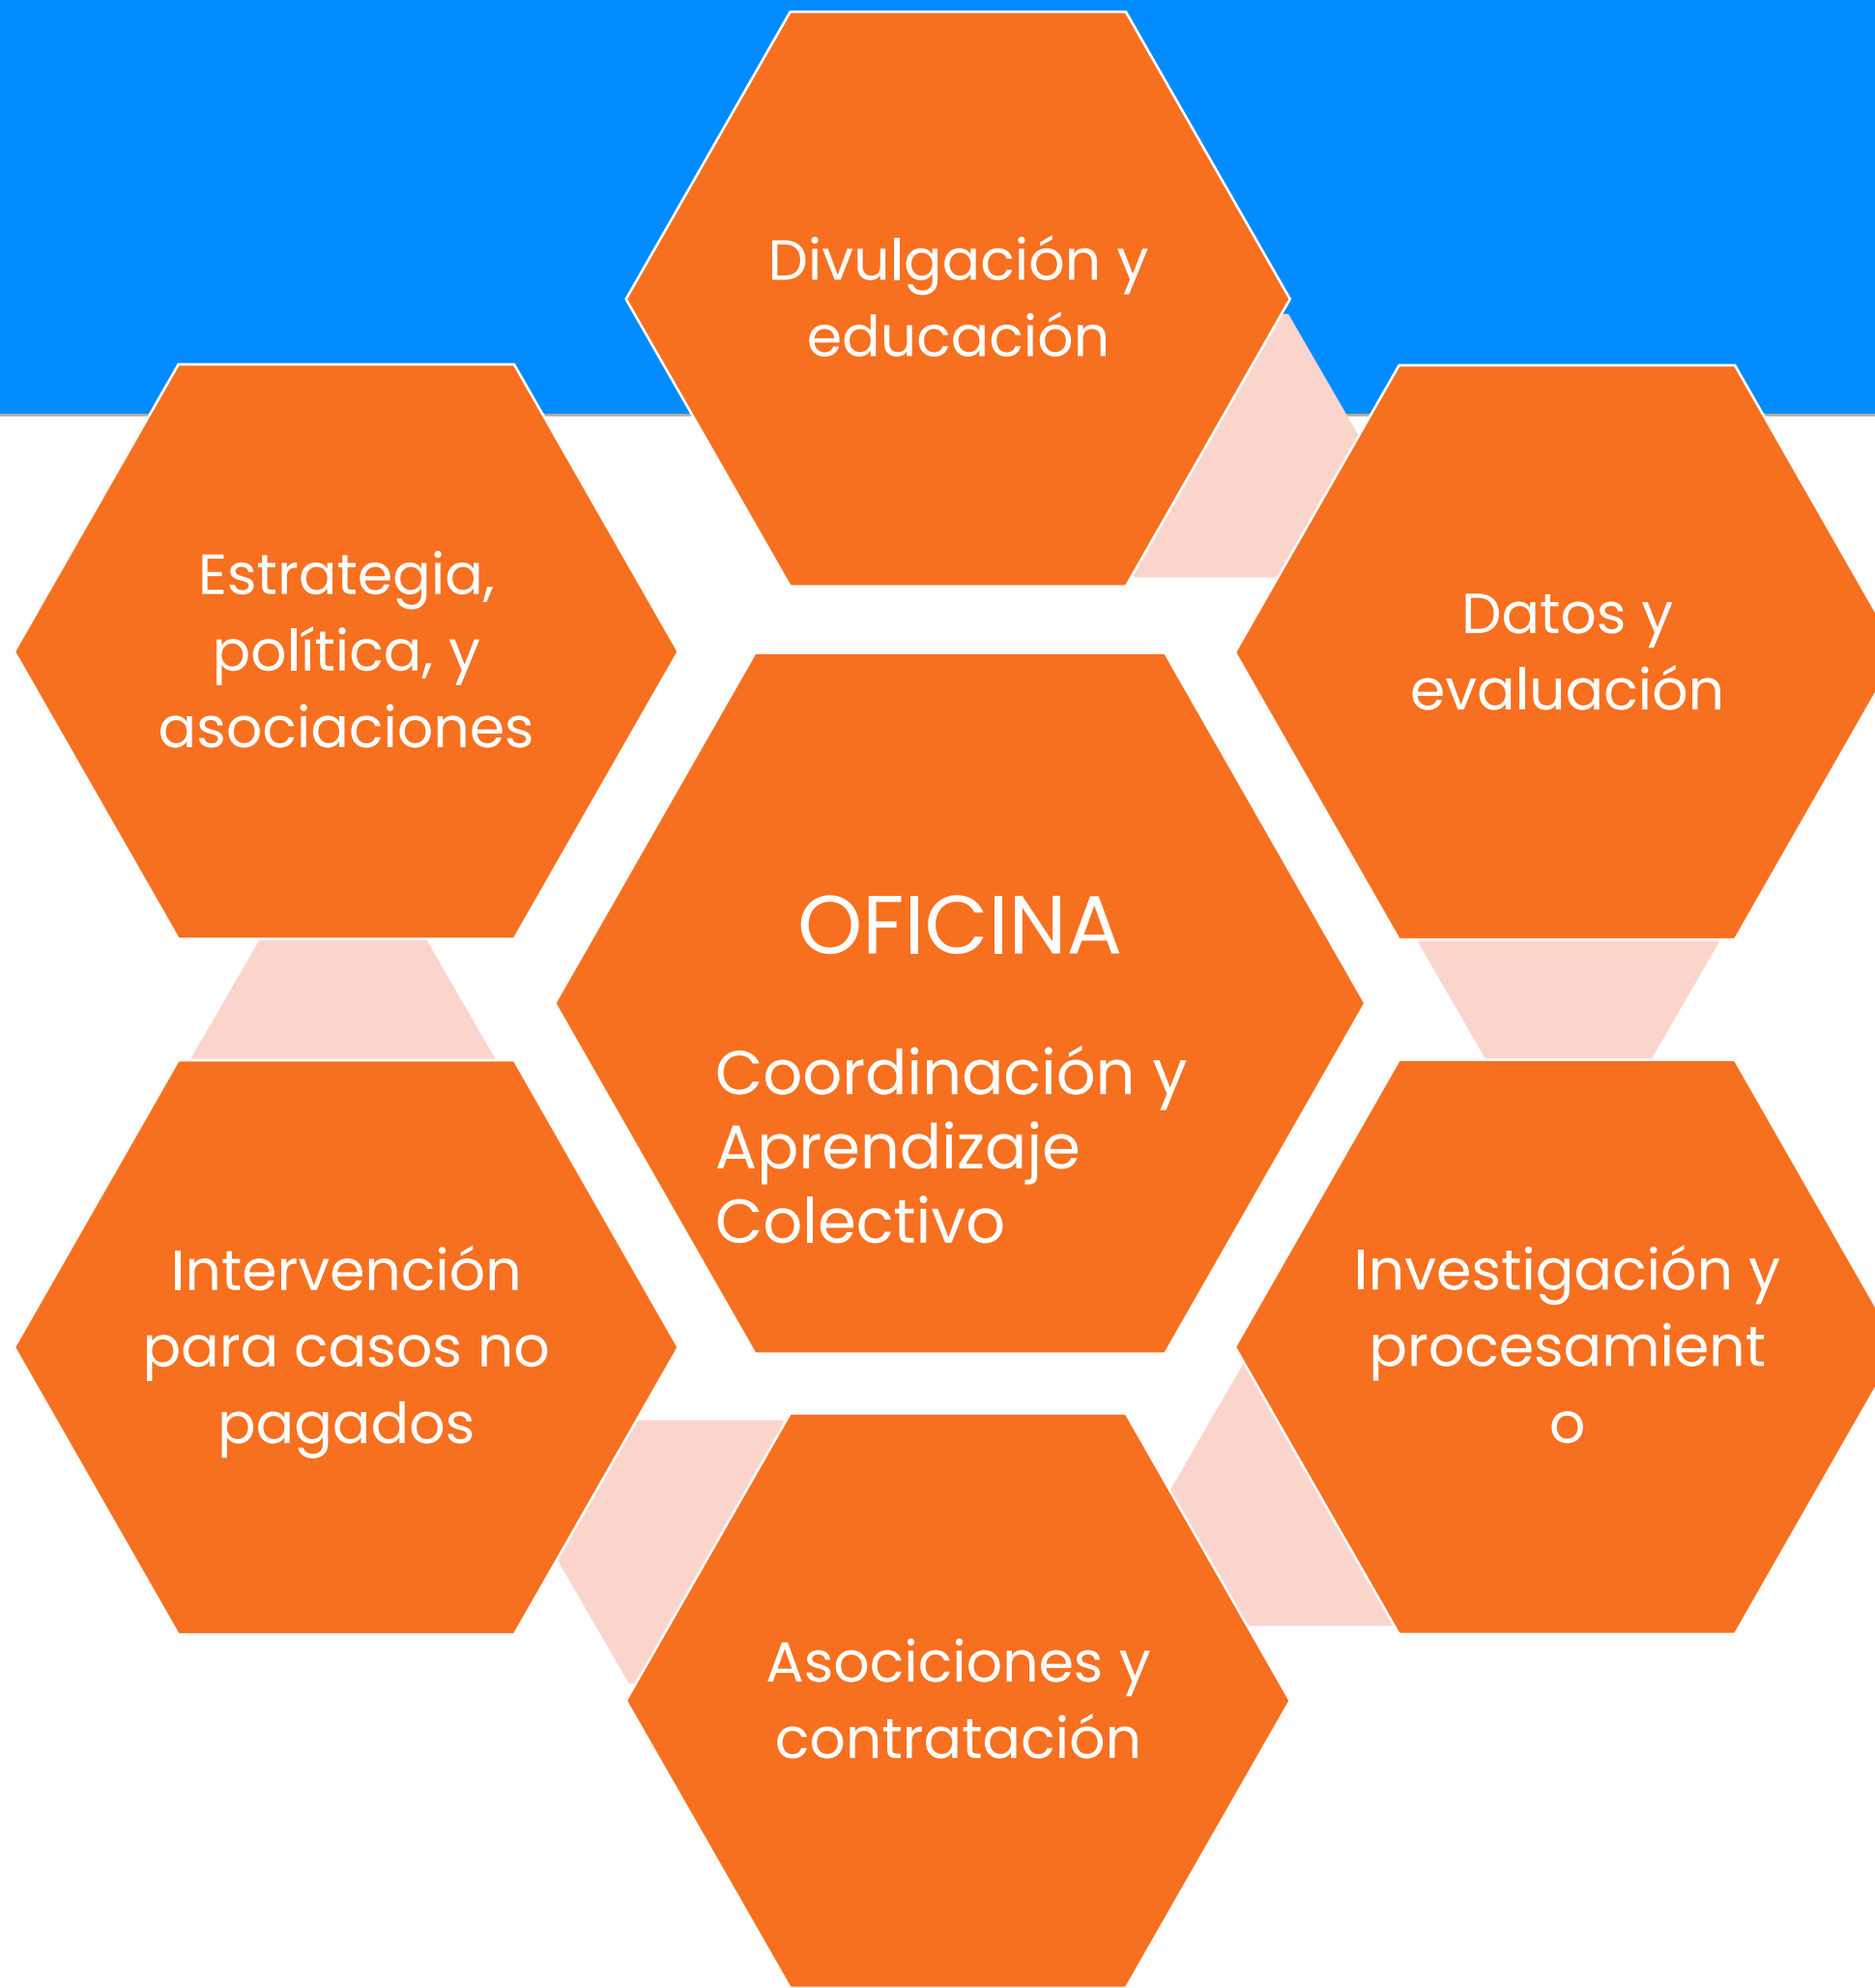 Divulgación y
educación
Estrategia,
política, y
asociaciones
Datos y
evaluación
OFICINA
Coordinación y
Aprendizaje
Colectivo
Intervención
para casos no
pagados
Investigación y
procesamient
o
Asociciones y
contratación